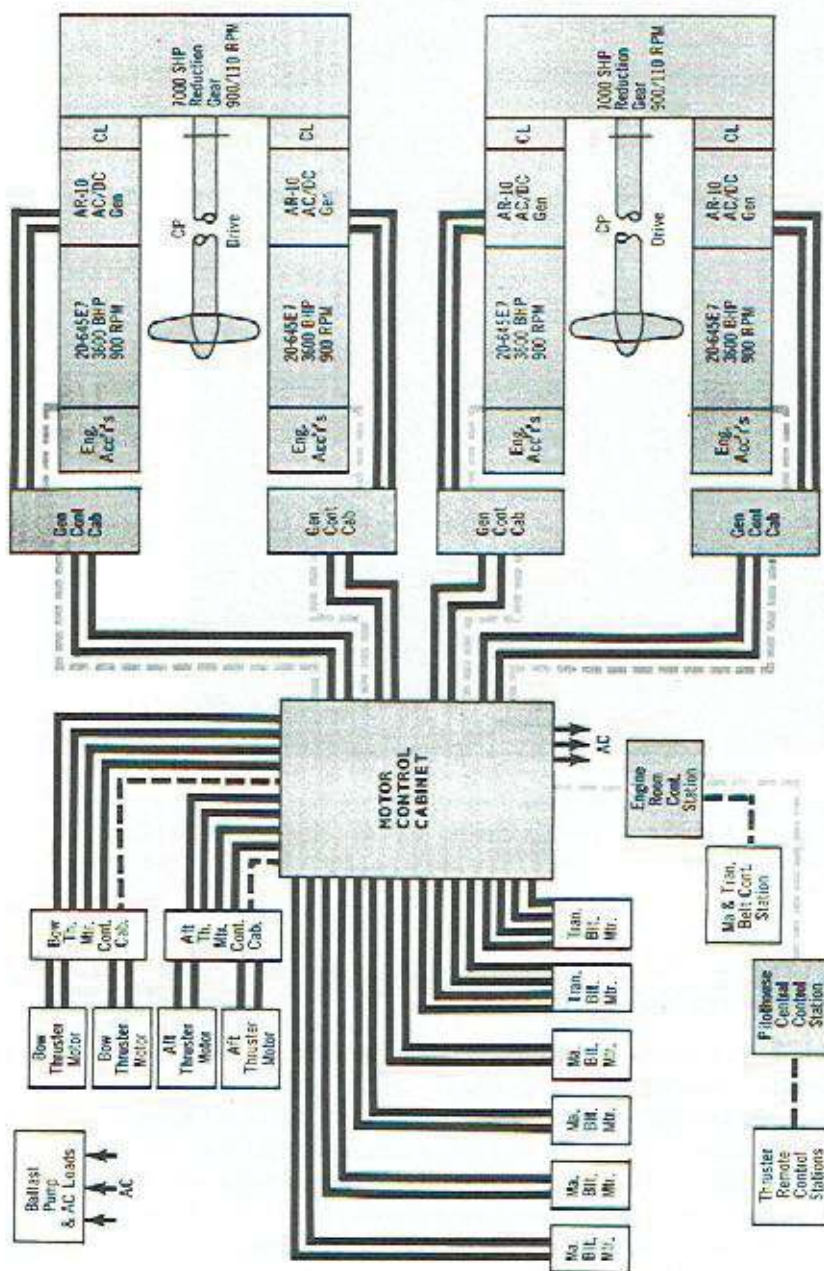 7000 SHP
Reduction
Gear
900/110 RPM
CL
AR-10
AC/DC
Gen
20-645E7
3600 BHP
900 RPM
Eng.
Acc'r's
Gen
Cont
Cab
CP
Drive
CL
AR-10
AC/DC
Gen
20-645E7
3600 BHP
900 RPM
Eng.
Acc'r's
Gen
Cont
Cab
7000 SHP
Reduction
Gear
900/110 RPM
CL
AR-10
AC/DC
Gen
20-645E7
3600 BHP
900 RPM
Eng.
Acc'r's
Gen
Cont
Cab
CP
Drive
CL
AR-10
AC/DC
Gen
20-645E7
3600 BHP
900 RPM
Eng.
Acc'r's
Gen
Cont
Cab
MOTOR
CONTROL
CABINET
AC
Bow
Th.
Mtr.
Cont.
Cab.
Aft
Th.
Mtr.
Cont.
Cab.
Bow
Thruster
Motor
Bow
Thruster
Motor
Aft
Thruster
Motor
Aft
Thruster
Motor
Ballast
Pump
& AC Loads
AC
Engine
Room
Cont.
Station
Ma & Tran.
Belt Cont.
Station
Pilothouse
Central
Control
Station
Thruster
Remote
Control
Stations
Tran.
Blt.
Mtr.
Tran.
Blt.
Mtr.
Ma.
Blt.
Mtr.
Ma.
Blt.
Mtr.
Ma.
Blt.
Mtr.
Ma.
Blt.
Mtr.